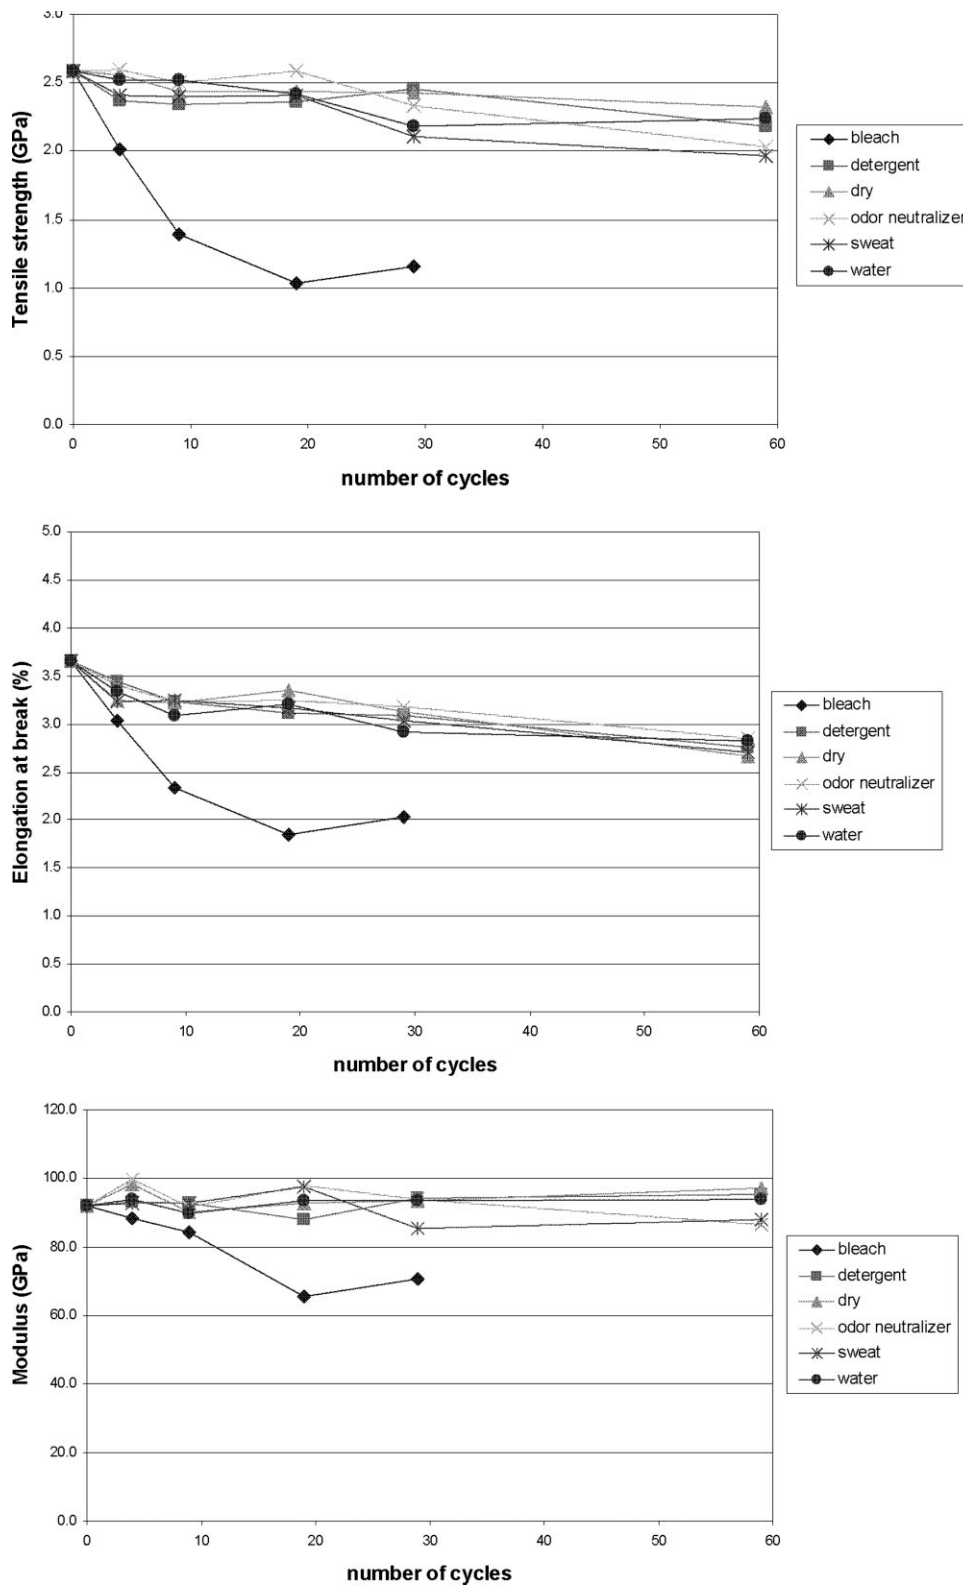 3.0
2.5
2.0
1.5
1.0
0.5
0.0
Tensile strength (GPa)
0 10 20 30 40 50 60
number of cycles
bleach
detergent
dry
odor neutralizer
sweat
water
5.0
4.5
4.0
3.5
3.0
2.5
2.0
1.5
1.0
0.5
0.0
Elongation at break (%)
0 10 20 30 40 50 60
number of cycles
bleach
detergent
dry
odor neutralizer
sweat
water
120.0
100.0
80.0
60.0
40.0
20.0
0.0
Modulus (GPa)
0 10 20 30 40 50 60
number of cycles
bleach
detergent
dry
odor neutralizer
sweat
water